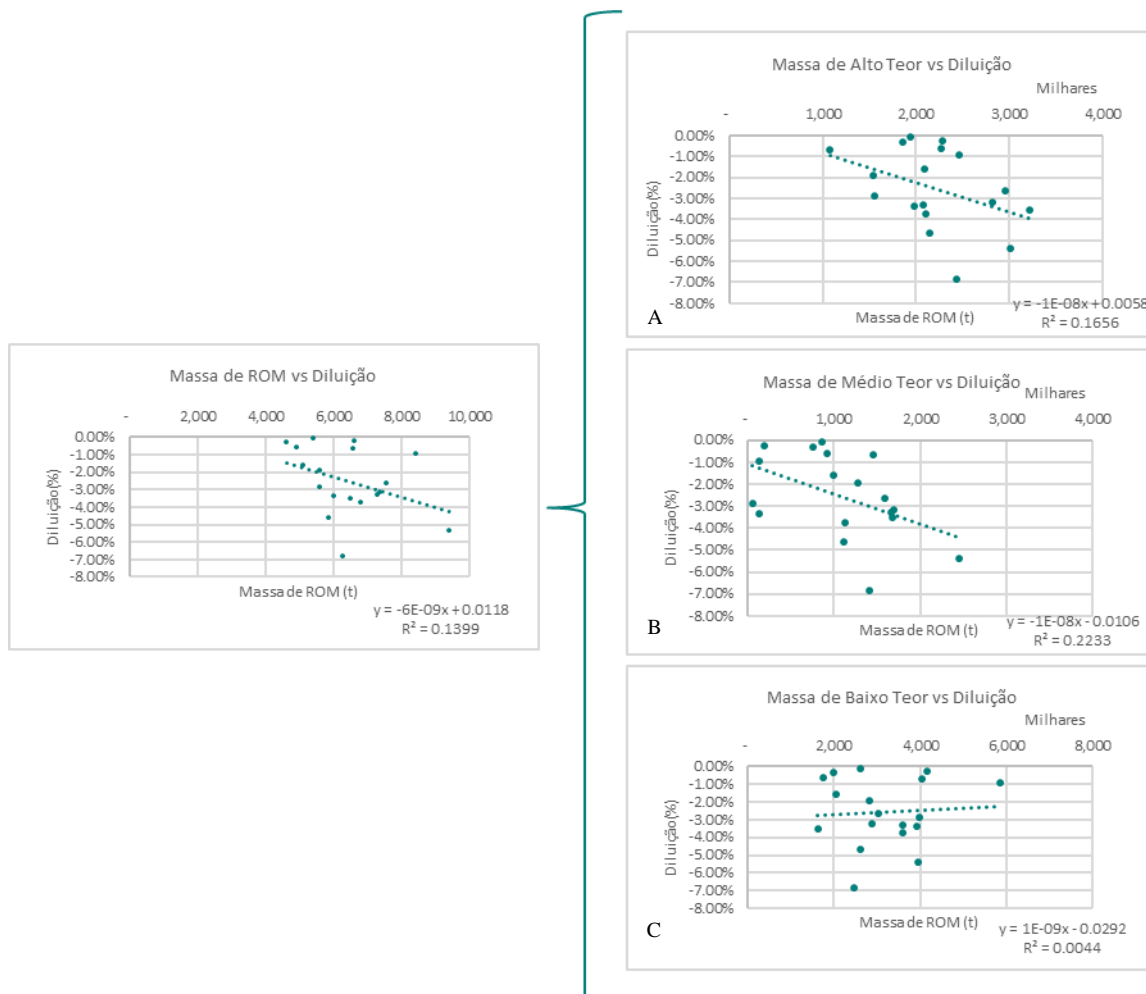 Massa de ROM vs Diluição
- 2,000 4,000 6,000 8,000 10,000
0.00%
-1.00%
-2.00%
-3.00%
-4.00%
-5.00%
-6.00%
-7.00%
-8.00%
Diluição(%)
Massa de ROM (t)
y = -6E-09x + 0.0118
R² = 0.1399
Massa de Alto Teor vs Diluição
Milhares
- 1,000 2,000 3,000 4,000
0.00%
-1.00%
-2.00%
-3.00%
-4.00%
-5.00%
-6.00%
-7.00%
-8.00%
Diluição(%)
A
Massa de ROM (t)
y = -1E-08x + 0.0058
R² = 0.1656
Massa de Médio Teor vs Diluição
Milhares
- 1,000 2,000 3,000 4,000
0.00%
-1.00%
-2.00%
-3.00%
-4.00%
-5.00%
-6.00%
-7.00%
-8.00%
Diluição(%)
B
Massa de ROM (t)
y = -1E-08x - 0.0106
R² = 0.2233
Massa de Baixo Teor vs Diluição
Milhares
- 2,000 4,000 6,000 8,000
0.00%
-1.00%
-2.00%
-3.00%
-4.00%
-5.00%
-6.00%
-7.00%
-8.00%
Diluição(%)
C
Massa de ROM (t)
y = 1E-09x - 0.0292
R² = 0.0044